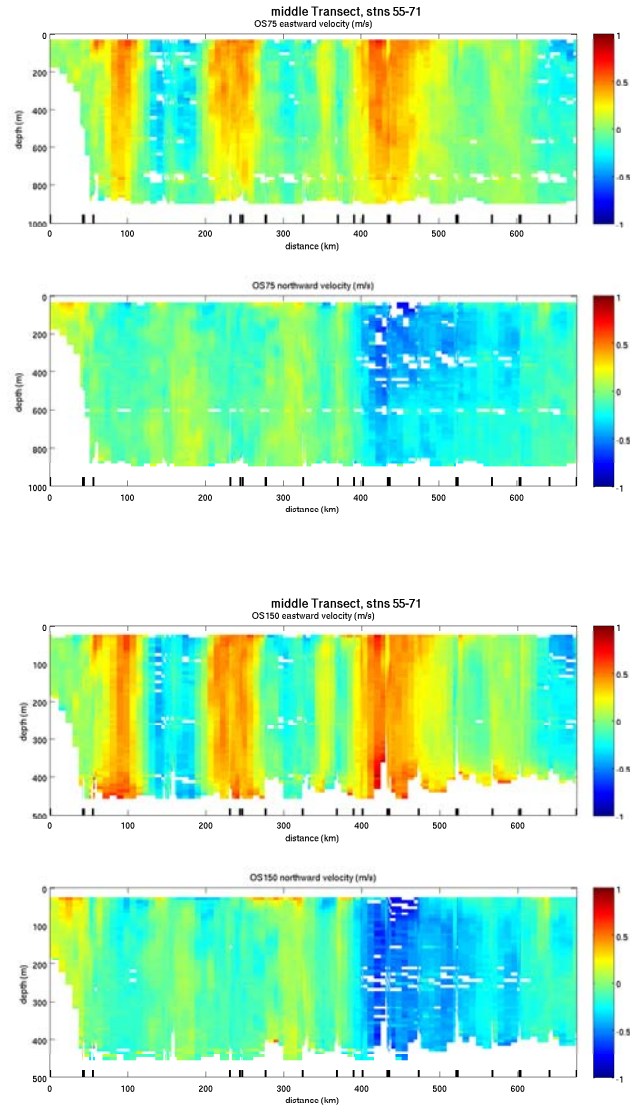 middle Transect, stns 55-71
OS75 eastward velocity (m/s)
0
200
400
600
800
1000
depth (m)
0 100 200 300 400 500 600
distance (km)
1
0.5
0
-0.5
-1
OS75 northward velocity (m/s)
0
200
400
600
800
1000
depth (m)
0 100 200 300 400 500 600
distance (km)
1
0.5
0
-0.5
-1
middle Transect, stns 55-71
OS150 eastward velocity (m/s)
0
100
200
300
400
500
depth (m)
0 100 200 300 400 500 600
distance (km)
1
0.5
0
-0.5
-1
OS150 northward velocity (m/s)
0
100
200
300
400
500
depth (m)
0 100 200 300 400 500 600
distance (km)
1
0.5
0
-0.5
-1